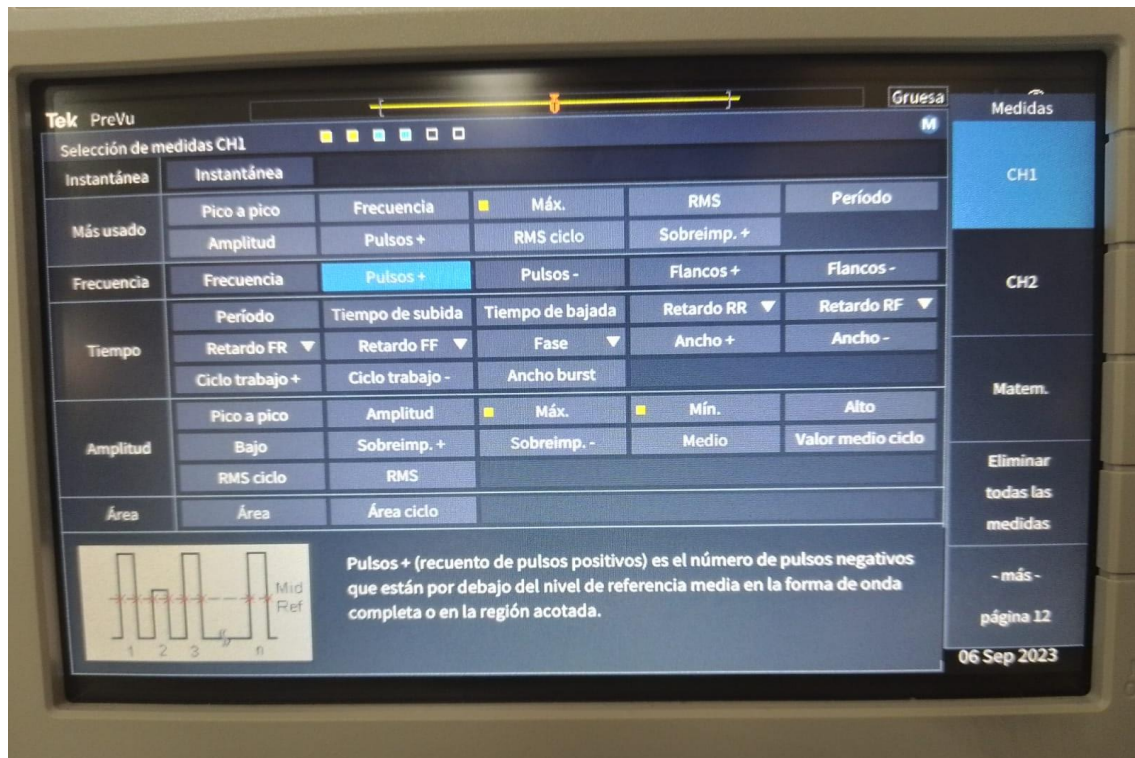 Tek PreVu
Gruesa
Medidas
Selección de medidas CH1
M
Instantánea Instantánea
CH1
Más usado
Pico a pico Frecuencia Máx. RMS Período
Amplitud Pulsos + RMS ciclo Sobreimp. +
Frecuencia Frecuencia Pulsos + Pulsos - Flancos + Flancos -
CH2
Tiempo
Período Tiempo de subida Tiempo de bajada Retardo RR Retardo RF
Retardo FR Retardo FF Fase Ancho + Ancho -
Ciclo trabajo + Ciclo trabajo - Ancho burst
Matem.
Amplitud
Pico a pico Amplitud Máx. Mín. Alto
Bajo Sobreimp. + Sobreimp. - Medio Valor medio ciclo
RMS ciclo RMS
Eliminar
todas las
medidas
Área Área Área ciclo
Mid
Ref
1 2 3 n
Pulsos + (recuento de pulsos positivos) es el número de pulsos negativos
que están por debajo del nivel de referencia media en la forma de onda
completa o en la región acotada.
- más -
página 12
06 Sep 2023